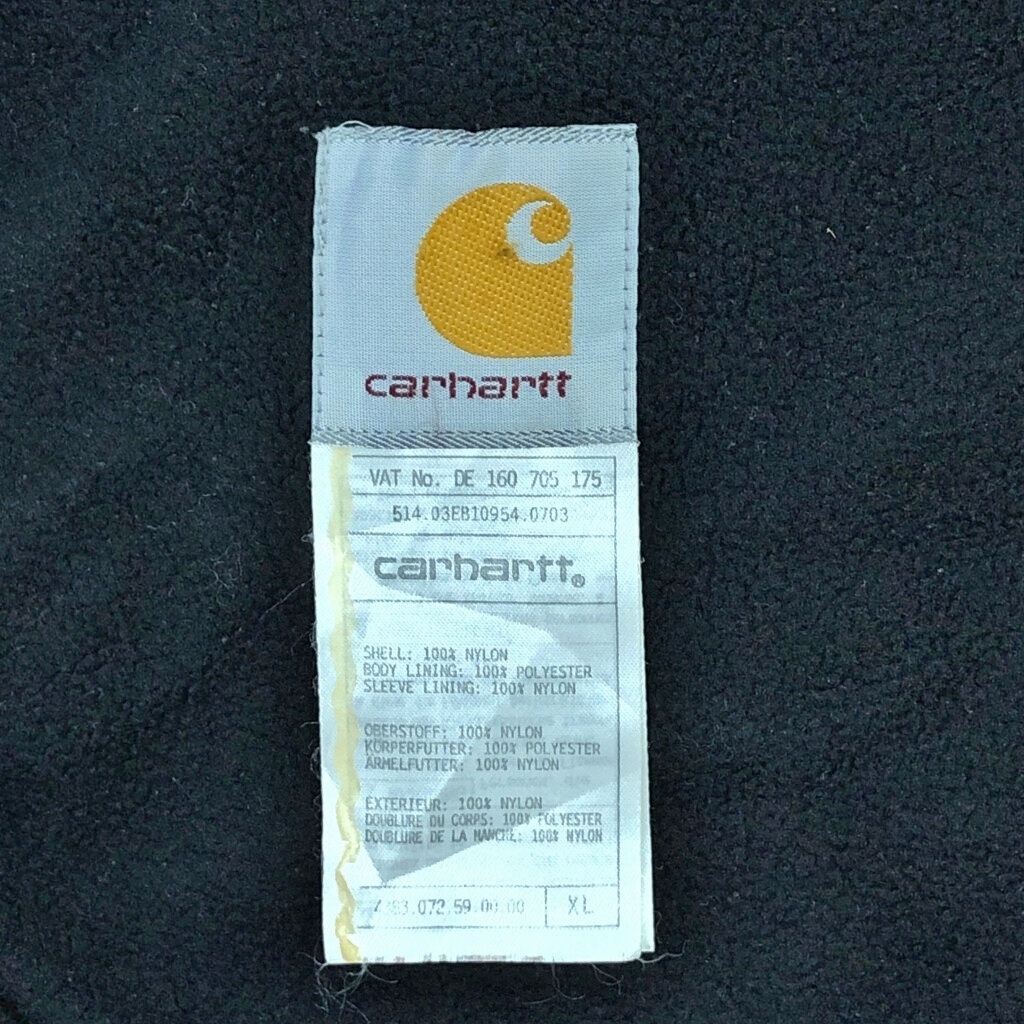 carhartt
VAT No. DE 160 705 175
514.03EB10954.0703
carhartt®
SHELL: 100% NYLON
BODY LINING: 100% POLYESTER
SLEEVE LINING: 100% NYLON
OBERSTOFF: 100% NYLON
KÖRPERFUTTER: 100% POLYESTER
ÄRMELFUTTER: 100% NYLON
EXTERIEUR: 100% NYLON
DOUBLURE DU CORPS: 100% POLYESTER
DOUBLURE DE LA MANCHE: 100% NYLON
XL